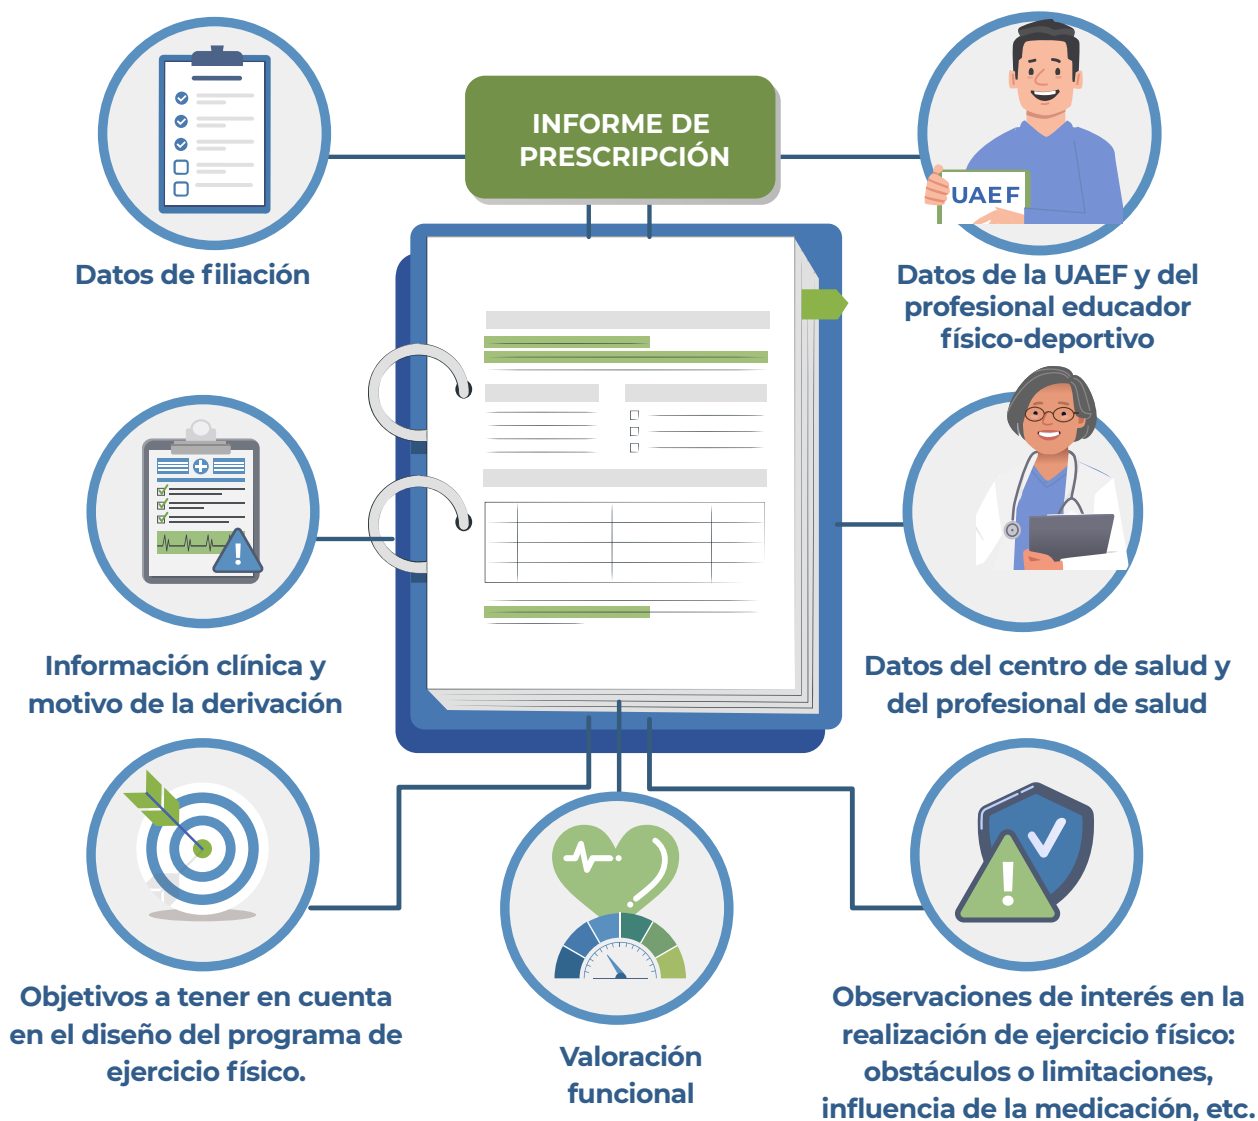 INFORME DE
PRESCRIPCIÓN
UAEF
Datos de filiación
Datos de la UAEF y del
profesional educador
físico-deportivo
Información clínica y
motivo de la derivación
Datos del centro de salud y
del profesional de salud
Objetivos a tener en cuenta
en el diseño del programa de
ejercicio físico.
Valoración
funcional
Observaciones de interés en la
realización de ejercicio físico:
obstáculos o limitaciones,
influencia de la medicación, etc.